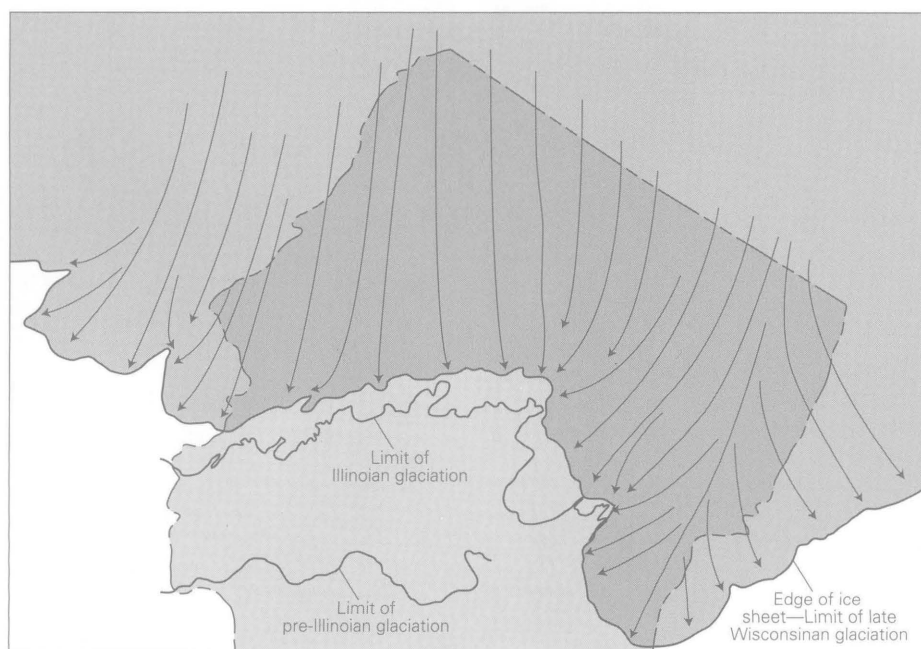 Limit of
Illinoian glaciation
Limit of
pre-Illinoian glaciation
Edge of ice
sheet—Limit of late
Wisconsinan glaciation